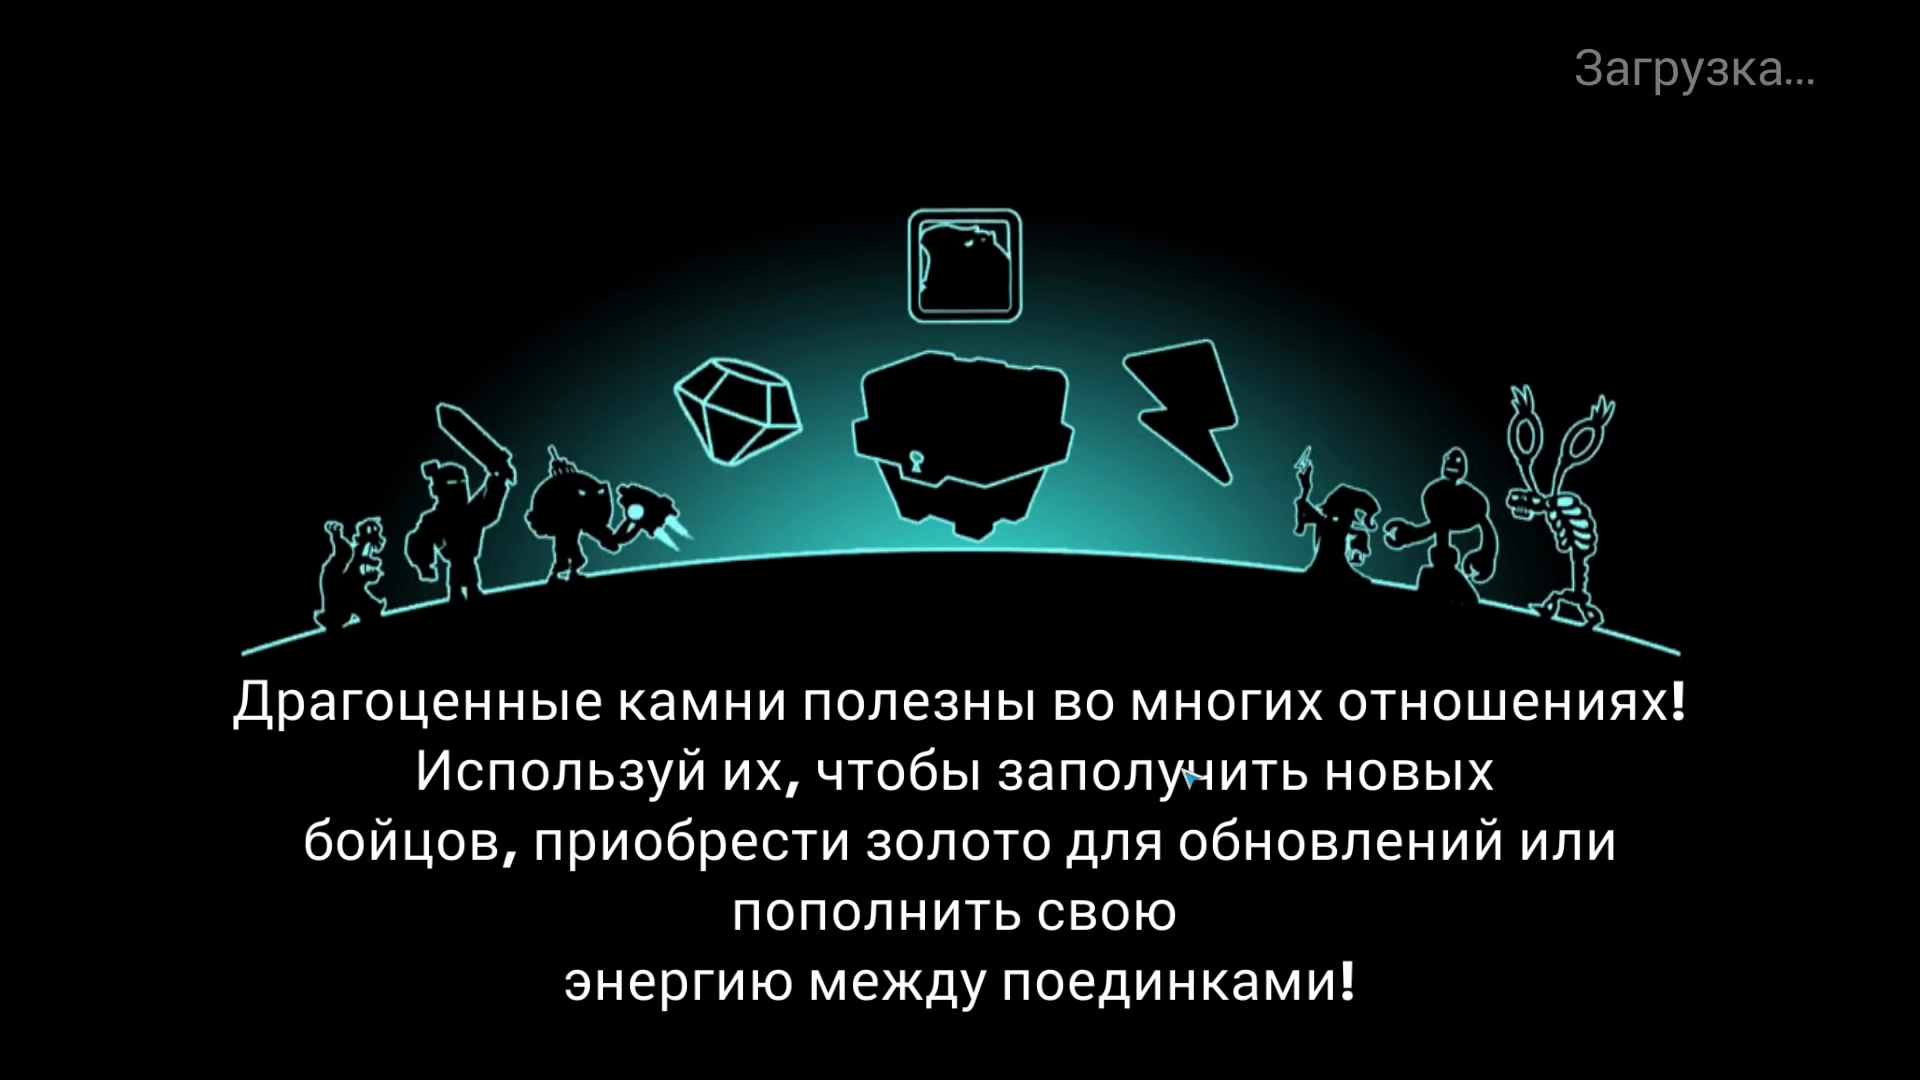 Загрузка...
Драгоценные камни полезны во многих отношениях!
Используй их, чтобы заполучить новых
бойцов, приобрести золото для обновлений или
пополнить свою
энергию между поединками!